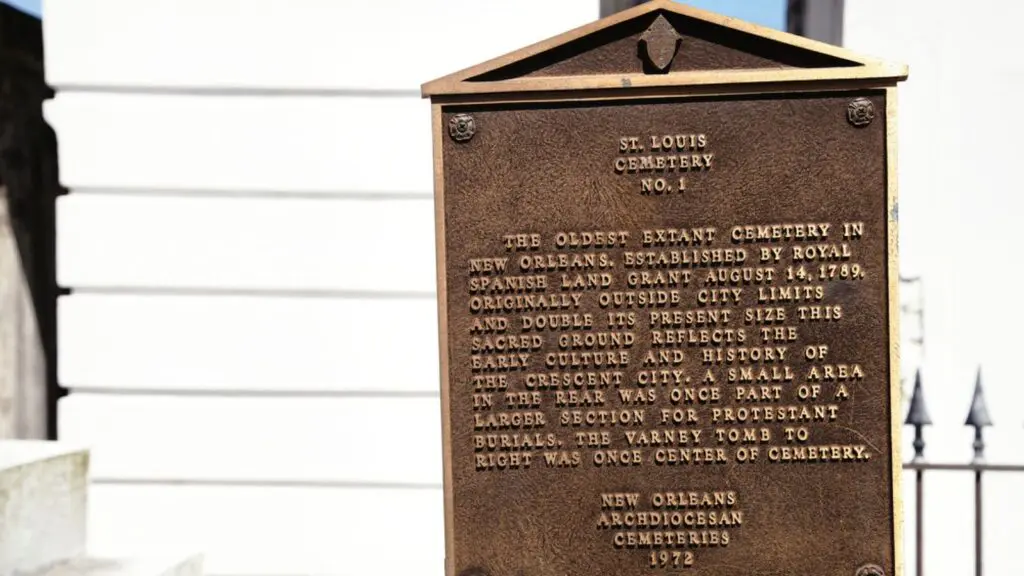 ST. LOUIS
CEMETERY
NO. 1
THE OLDEST EXTANT CEMETERY IN
NEW ORLEANS. ESTABLISHED BY ROYAL
SPANISH LAND GRANT AUGUST 14, 1789.
ORIGINALLY OUTSIDE CITY LIMITS
AND DOUBLE ITS PRESENT SIZE THIS
SACRED GROUND REFLECTS THE
EARLY CULTURE AND HISTORY OF
THE CRESCENT CITY. A SMALL AREA
IN THE REAR WAS ONCE PART OF A
LARGER SECTION FOR PROTESTANT
BURIALS. THE VARNEY TOMB TO
RIGHT WAS ONCE CENTER OF CEMETERY.
NEW ORLEANS
ARCHDIOCESAN
CEMETERIES
1972